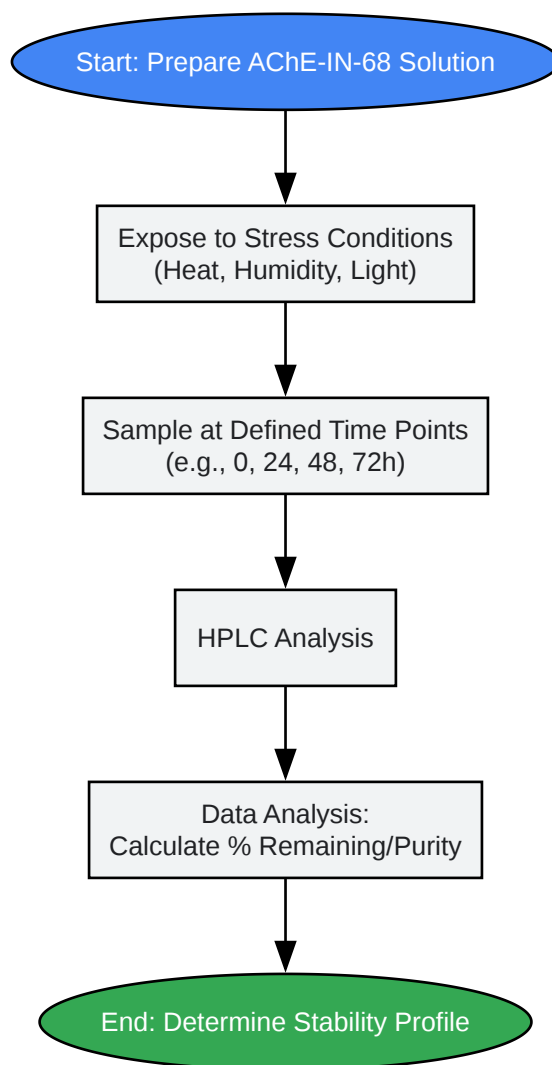 Start: Prepare AChE-IN-68 Solution
Expose to Stress Conditions
(Heat, Humidity, Light)
Sample at Defined Time Points
(e.g., 0, 24, 48, 72h)
HPLC Analysis
Data Analysis:
Calculate % Remaining/Purity
End: Determine Stability Profile